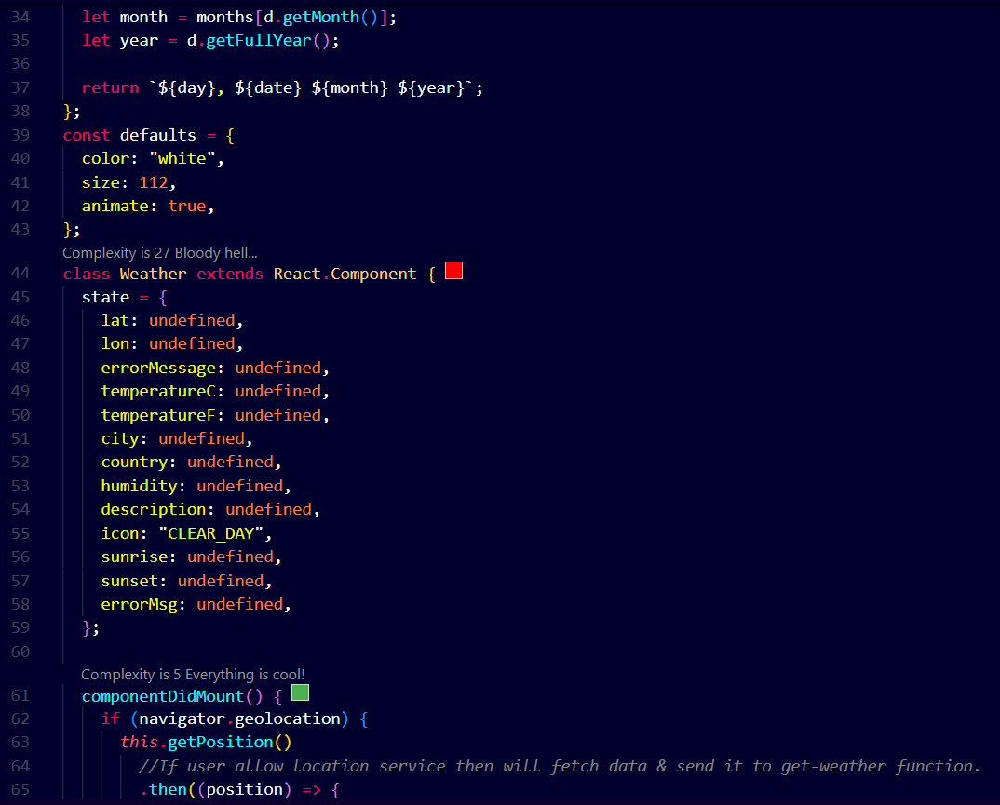 34 let month = months[d.getMonth()];
35 let year = d.getFullYear();
36
37 return `${day}, ${date} ${month} ${year}`;
38 };
39 const defaults = {
40 color: "white",
41 size: 112,
42 animate: true,
43 };
Complexity is 27 Bloody hell...
44 class Weather extends React.Component {
45 state = {
46 lat: undefined,
47 lon: undefined,
48 errorMessage: undefined,
49 temperatureC: undefined,
50 temperatureF: undefined,
51 city: undefined,
52 country: undefined,
53 humidity: undefined,
54 description: undefined,
55 icon: "CLEAR_DAY",
56 sunrise: undefined,
57 sunset: undefined,
58 errorMsg: undefined,
59 };
60
Complexity is 5 Everything is cool!
61 componentDidMount() {
62 if (navigator.geolocation) {
63 this.getPosition()
64 //If user allow location service then will fetch data & send it to get-weather function.
65 .then((position) => {